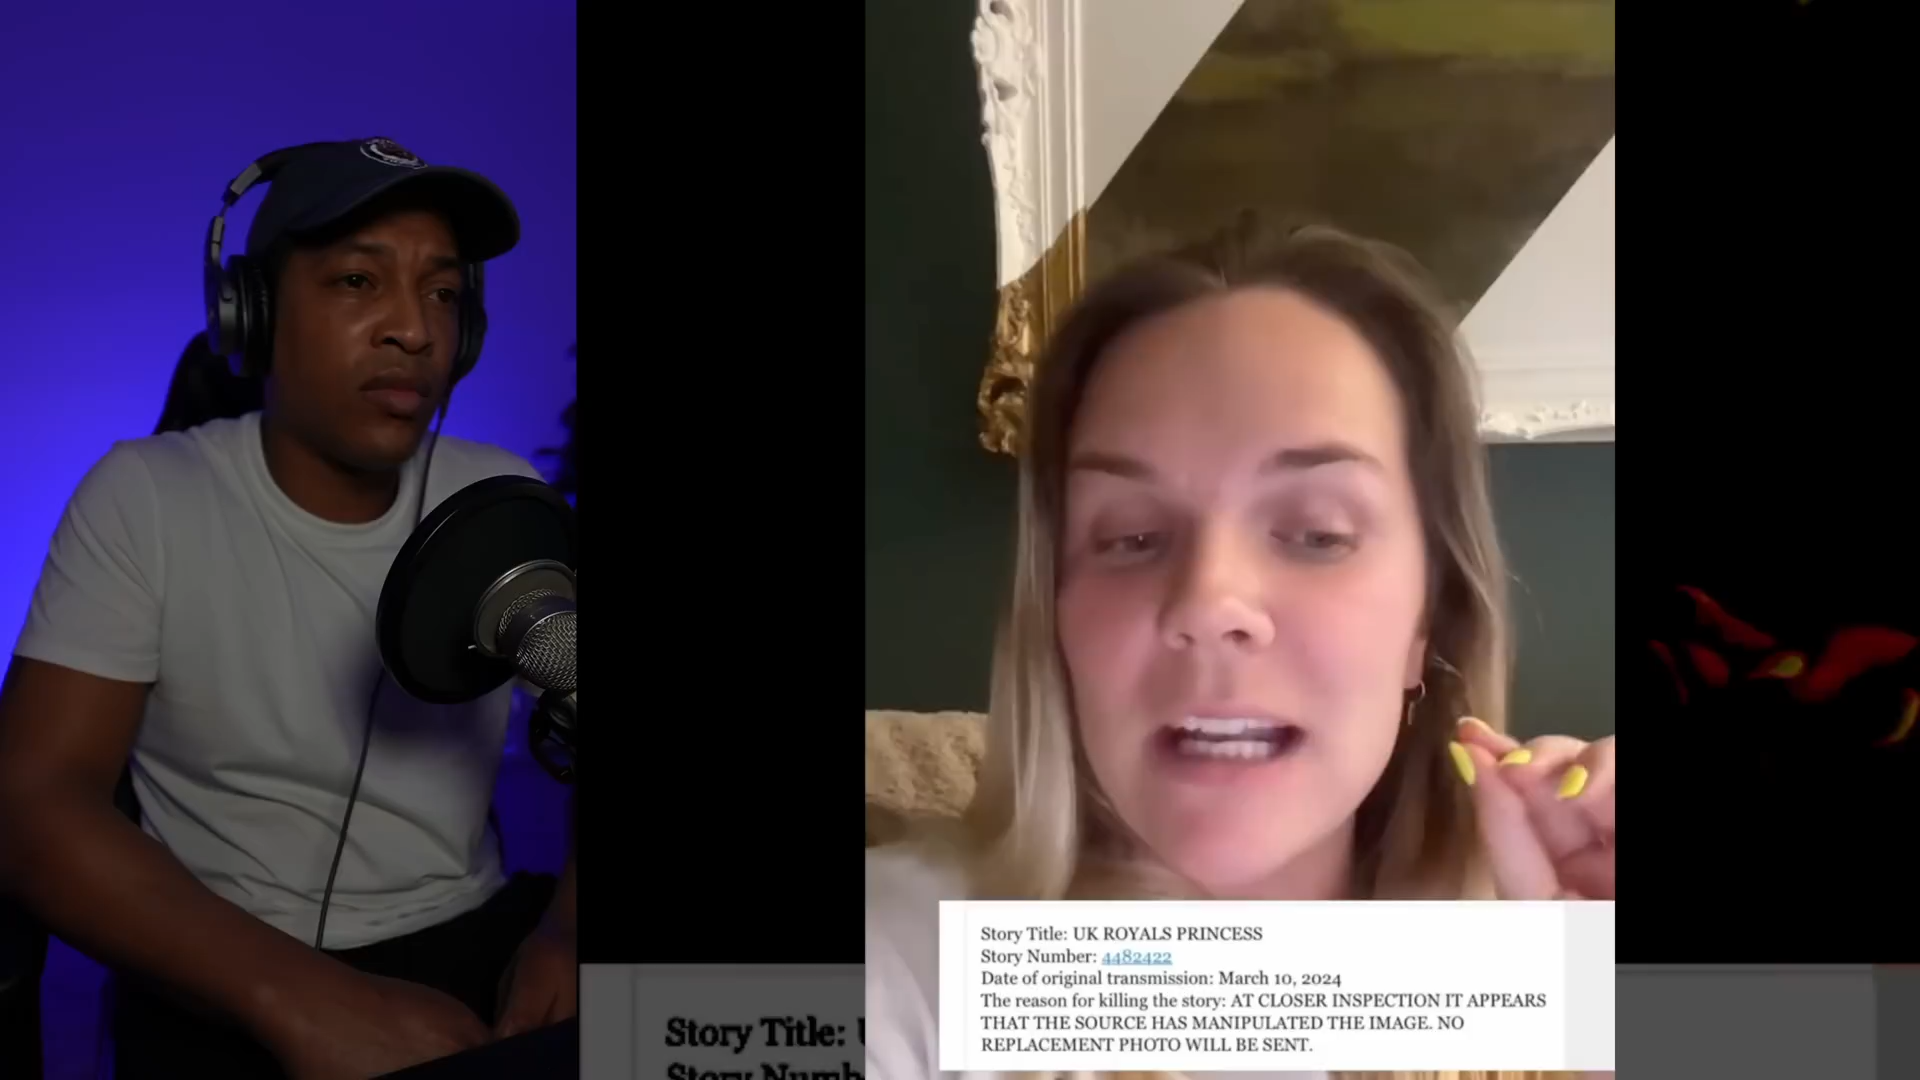 Story Title: UK ROYALS PRINCESS
Story Number: 4482422
Date of original transmission: March 10, 2024
The reason for killing the story: AT CLOSER INSPECTION IT APPEARS
THAT THE SOURCE HAS MANIPULATED THE IMAGE. NO
REPLACEMENT PHOTO WILL BE SENT.
Story Title:
Story